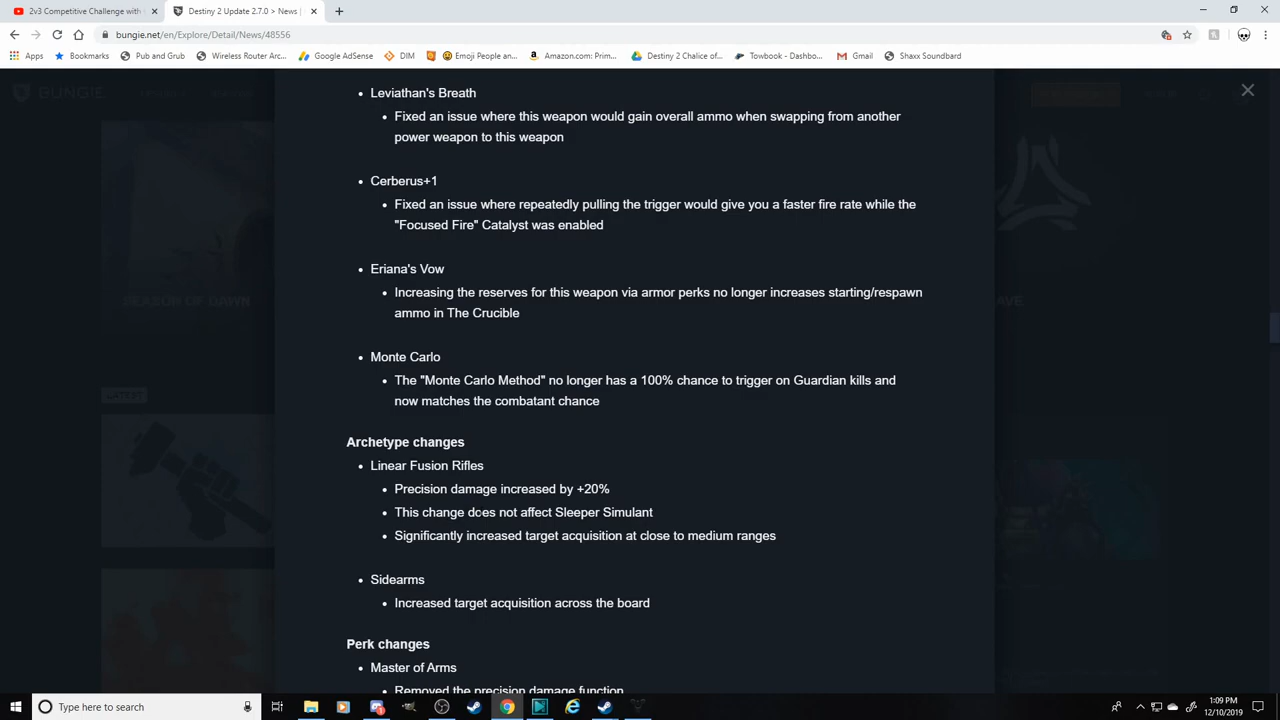 2v3 Competitive Challenge with
Destiny 2 Update 2.7.0 > News |
bungie.net/en/Explore/Detail/News/48556
Apps
Bookmarks
Pub and Grub
Wireless Router Arc...
Google AdSense
DIM
Emoji People an...
Amazon.com: Prim...
Destiny 2 Chalice of...
Towbook - Dashbo...
Gmail
Shaxx Soundbard
BUNGIE
SEASON OF DAWN
LATEST
• Leviathan's Breath
• Fixed an issue where this weapon would gain overall ammo when swapping from another
power weapon to this weapon
• Cerberus+1
• Fixed an issue where repeatedly pulling the trigger would give you a faster fire rate while the
"Focused Fire" Catalyst was enabled
• Eriana's Vow
• Increasing the reserves for this weapon via armor perks no longer increases starting/respawn
ammo in The Crucible
• Monte Carlo
• The "Monte Carlo Method" no longer has a 100% chance to trigger on Guardian kills and
now matches the combatant chance
Archetype changes
• Linear Fusion Rifles
• Precision damage increased by +20%
• This change does not affect Sleeper Simulant
• Significantly increased target acquisition at close to medium ranges
• Sidearms
• Increased target acquisition across the board
Perk changes
• Master of Arms
• Removed the precision damage function
Type here to search
1:09 PM
12/10/2019